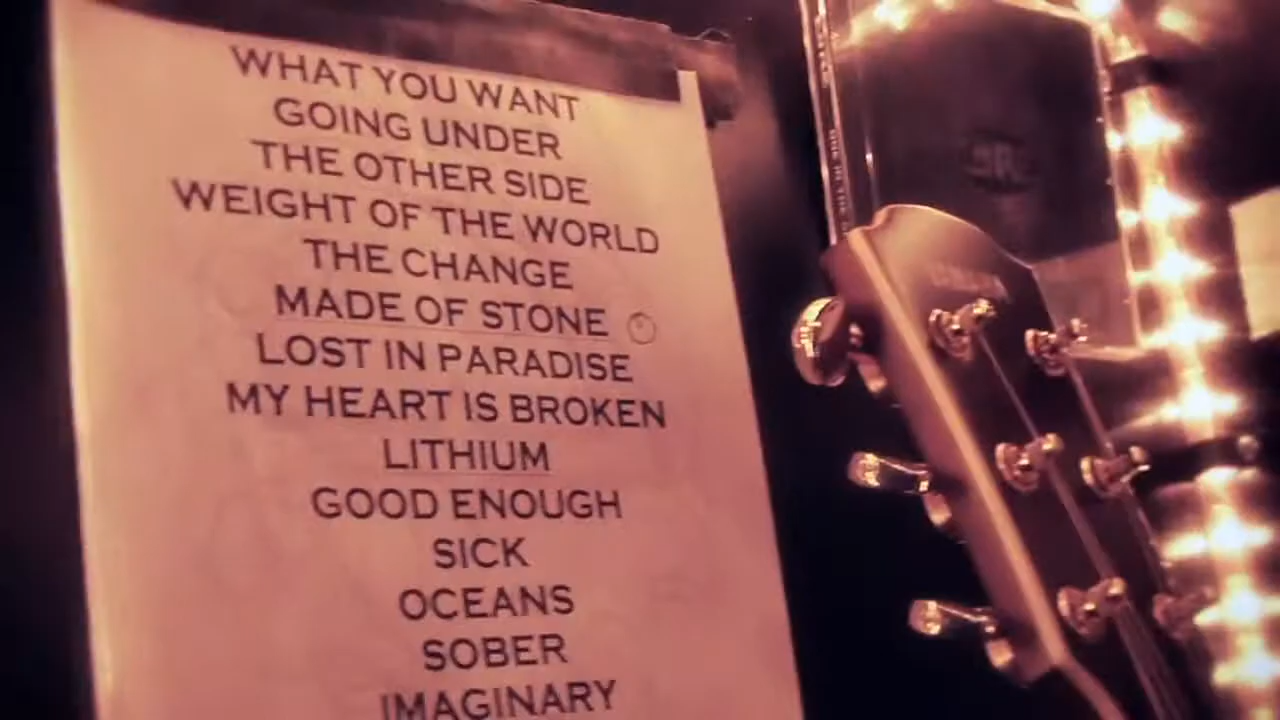 WHAT YOU WANT
GOING UNDER
THE OTHER SIDE
WEIGHT OF THE WORLD
THE CHANGE
MADE OF STONE
LOST IN PARADISE
MY HEART IS BROKEN
LITHIUM
GOOD ENOUGH
SICK
OCEANS
SOBER
IMAGINARY